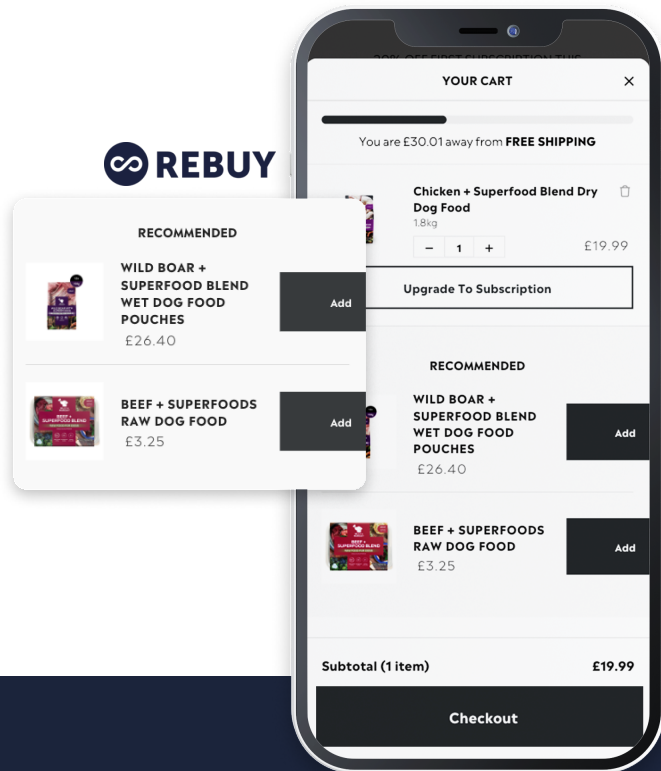 REBUY
RECOMMENDED
WILD BOAR +
SUPERFOOD BLEND
WET DOG FOOD
POUCHES
£26.40
Add
BEEF + SUPERFOODS
RAW DOG FOOD
£3.25
Add
YOUR CART
You are £30.01 away from FREE SHIPPING
Chicken + Superfood Blend Dry
Dog Food
1.8kg
− 1 +
£19.99
Upgrade To Subscription
RECOMMENDED
WILD BOAR +
SUPERFOOD BLEND
WET DOG FOOD
POUCHES
£26.40
Add
BEEF +
SUPERFOOD BLEND
BEEF + SUPERFOODS
RAW DOG FOOD
£3.25
Add
Subtotal (1 item)
£19.99
Checkout